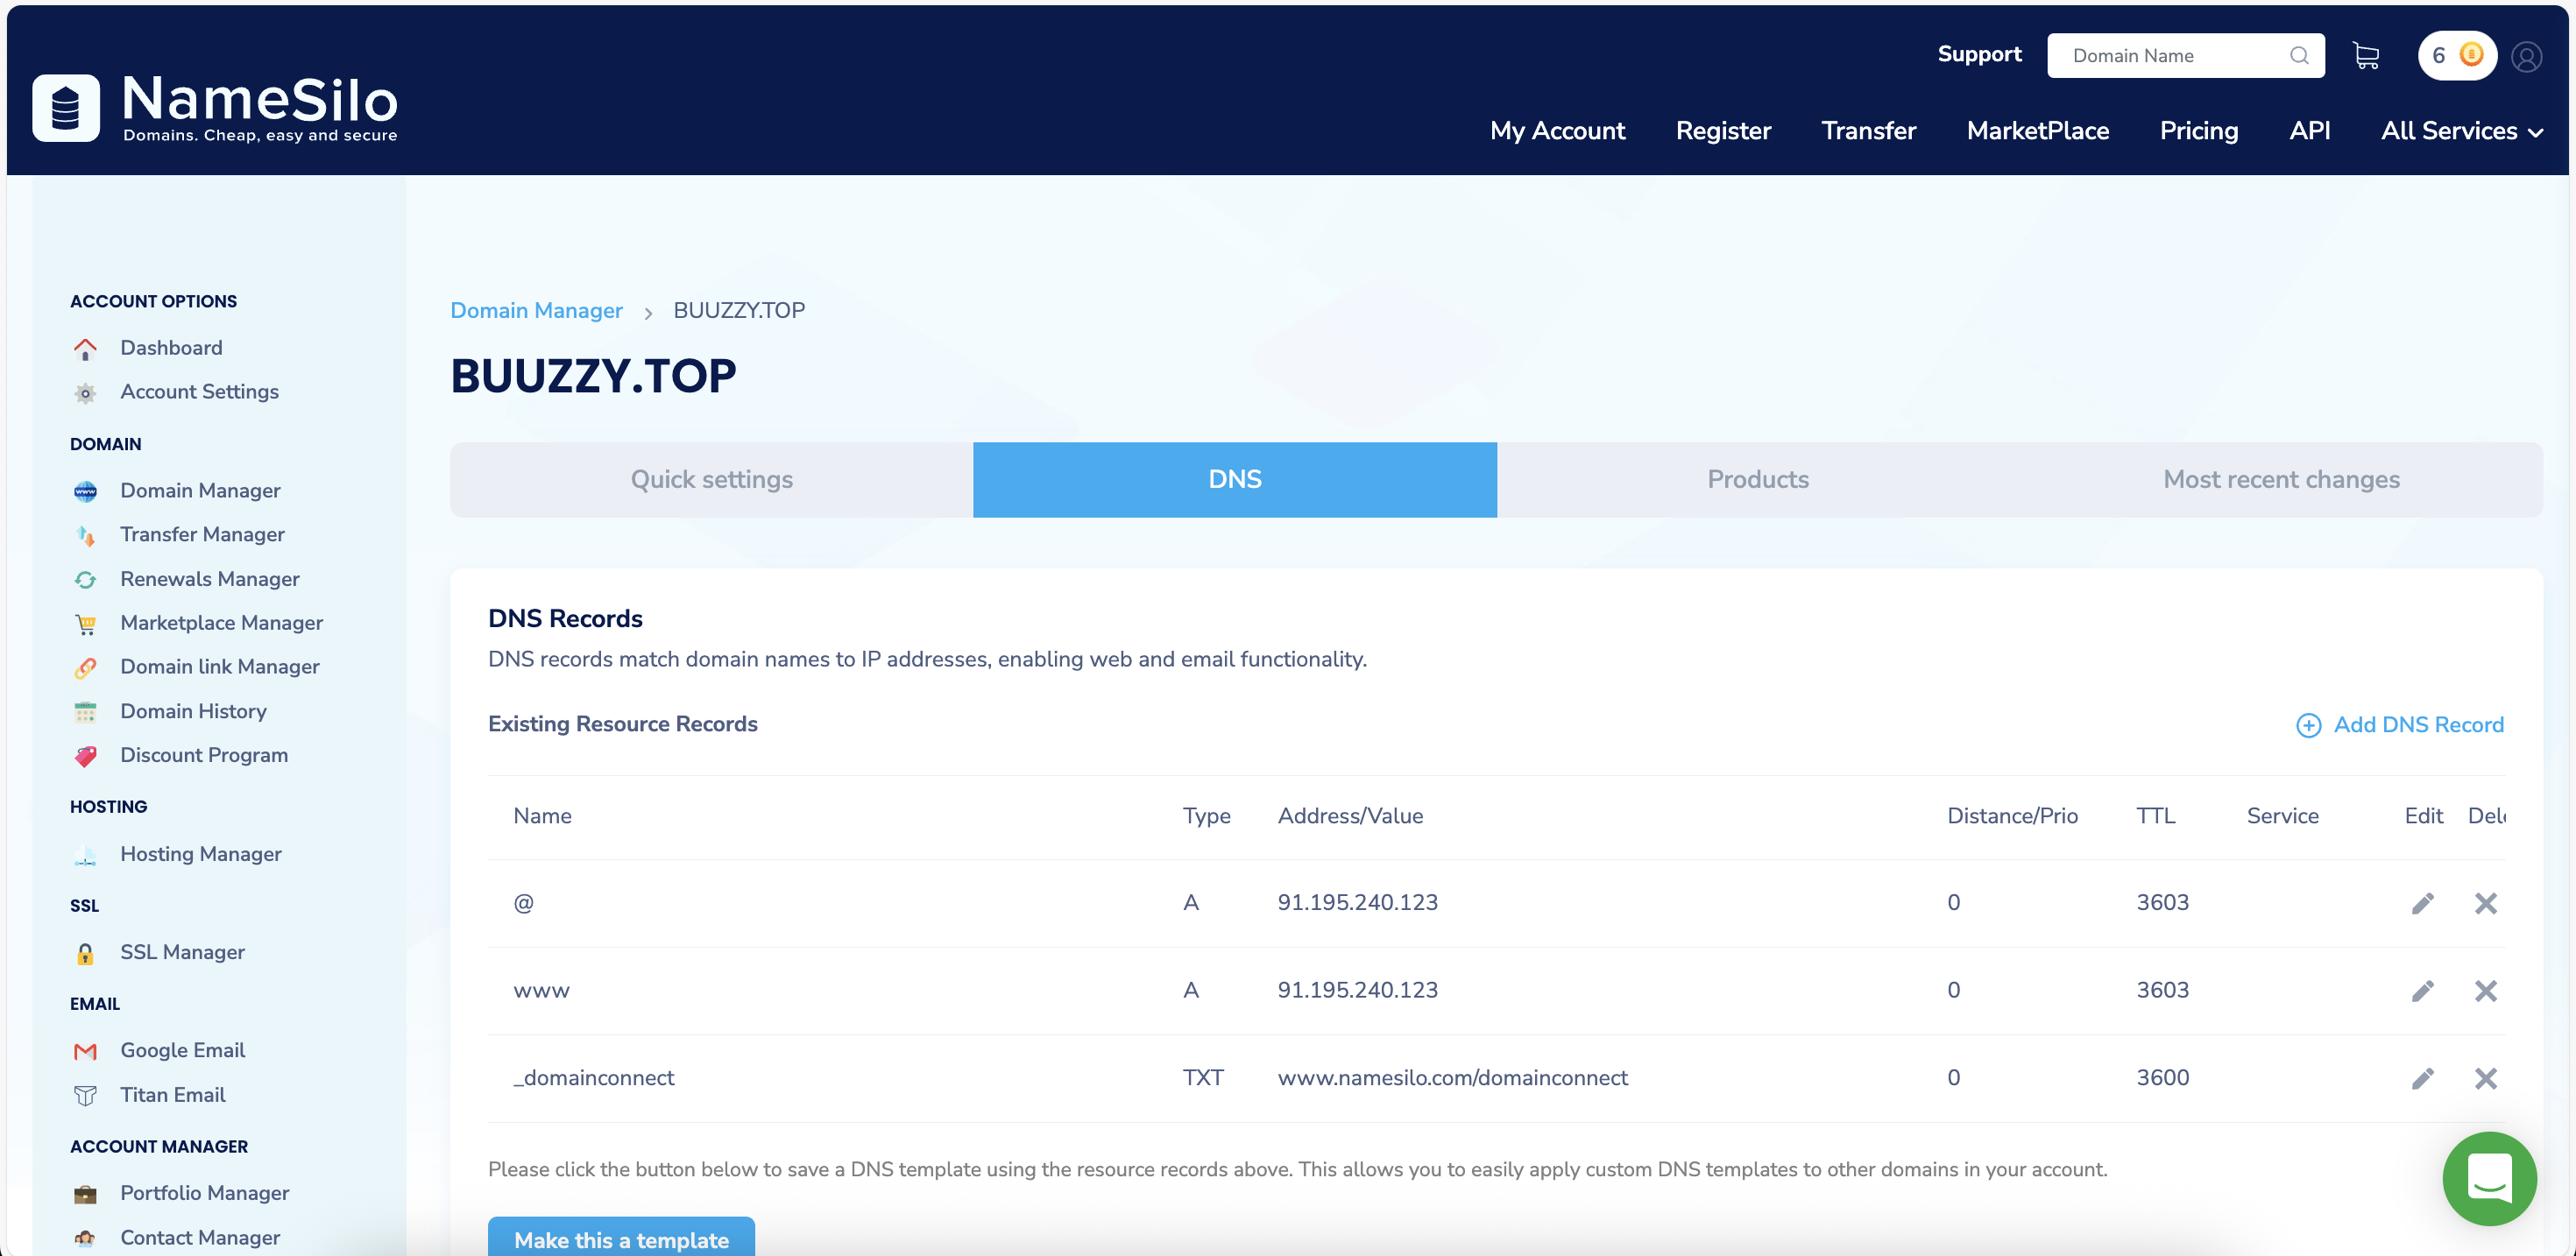 Support
Domain Name
6
NameSilo
Domains. Cheap, easy and secure
My Account Register Transfer MarketPlace Pricing API All Services
ACCOUNT OPTIONS
Dashboard
Account Settings
DOMAIN
Domain Manager
Transfer Manager
Renewals Manager
Marketplace Manager
Domain link Manager
Domain History
Discount Program
HOSTING
Hosting Manager
SSL
SSL Manager
EMAIL
Google Email
Titan Email
ACCOUNT MANAGER
Portfolio Manager
Contact Manager
Domain Manager > BUUZZY.TOP
BUUZZY.TOP
Quick settings DNS Products Most recent changes
DNS Records
DNS records match domain names to IP addresses, enabling web and email functionality.
Existing Resource Records
Add DNS Record
Name Type Address/Value Distance/Prio TTL Service Edit Dele
@ A 91.195.240.123 0 3603
www A 91.195.240.123 0 3603
_domainconnect TXT www.namesilo.com/domainconnect 0 3600
Please click the button below to save a DNS template using the resource records above. This allows you to easily apply custom DNS templates to other domains in your account.
Make this a template